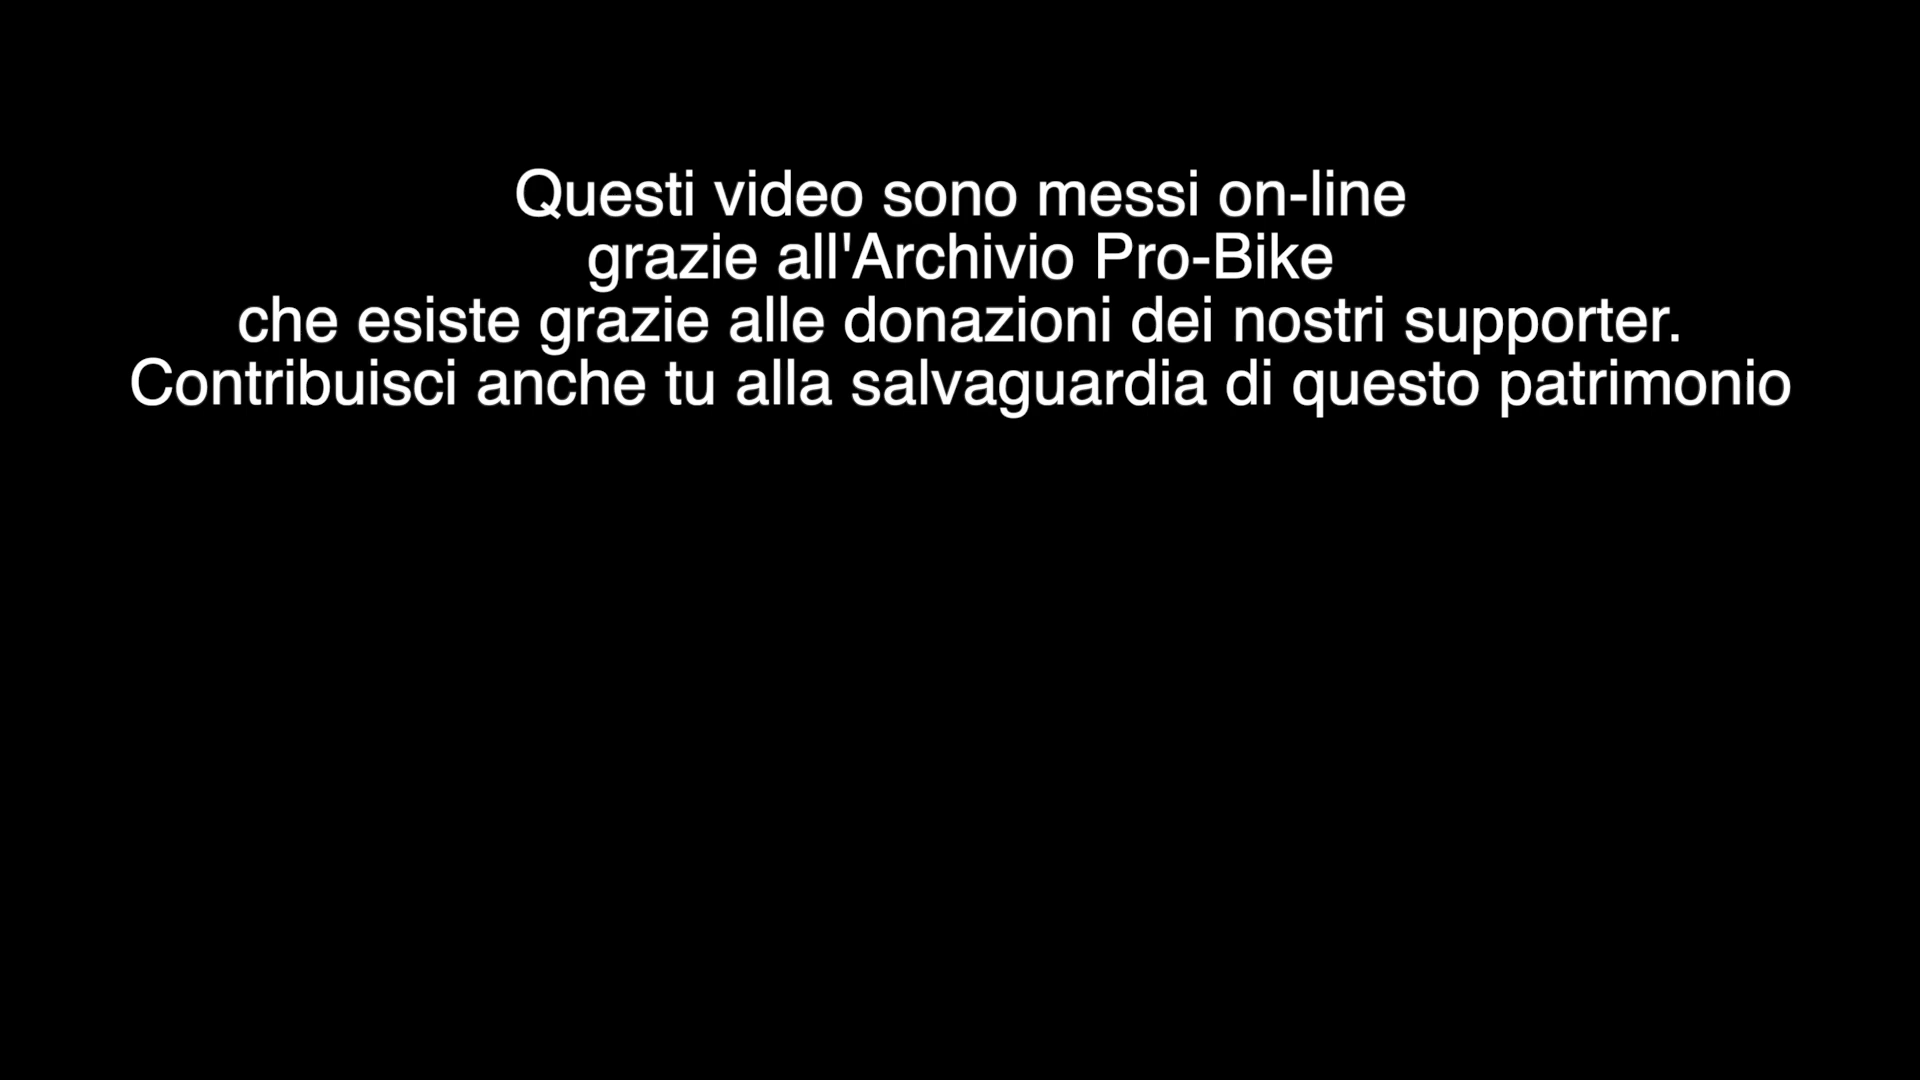 Questi video sono messi on-line
grazie all'Archivio Pro-Bike
che esiste grazie alle donazioni dei nostri supporter.
Contribuisci anche tu alla salvaguardia di questo patrimonio